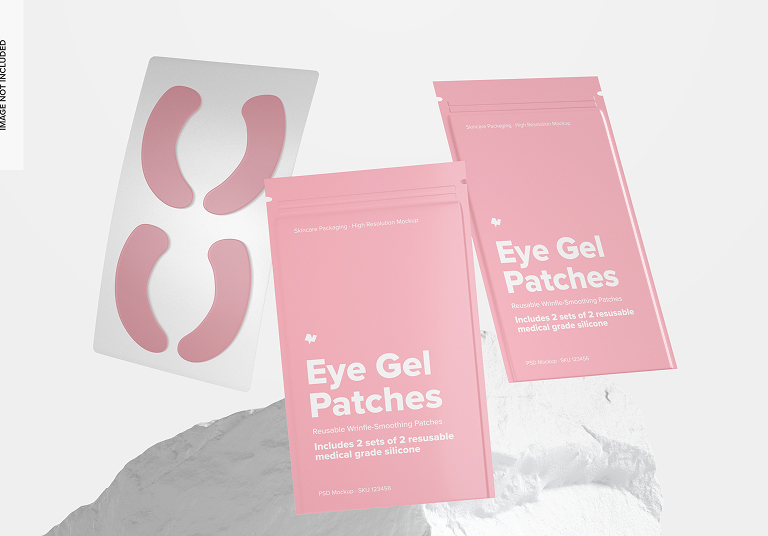 IMAGE NOT INCLUDED
Skincare Packaging · High Resolution Mockup
Eye Gel
Patches
Reusable Wrinfle-Smoothing Patches
Includes 2 sets of 2 resusable
medical grade silicone
PSD Mockup · SKU 123456
Skincare Packaging · High Resolution Mockup
Eye Gel
Patches
Reusable Wrinfle-Smoothing Patches
Includes 2 sets of 2 resusable
medical grade silicone
PSD Mockup · SKU 123456